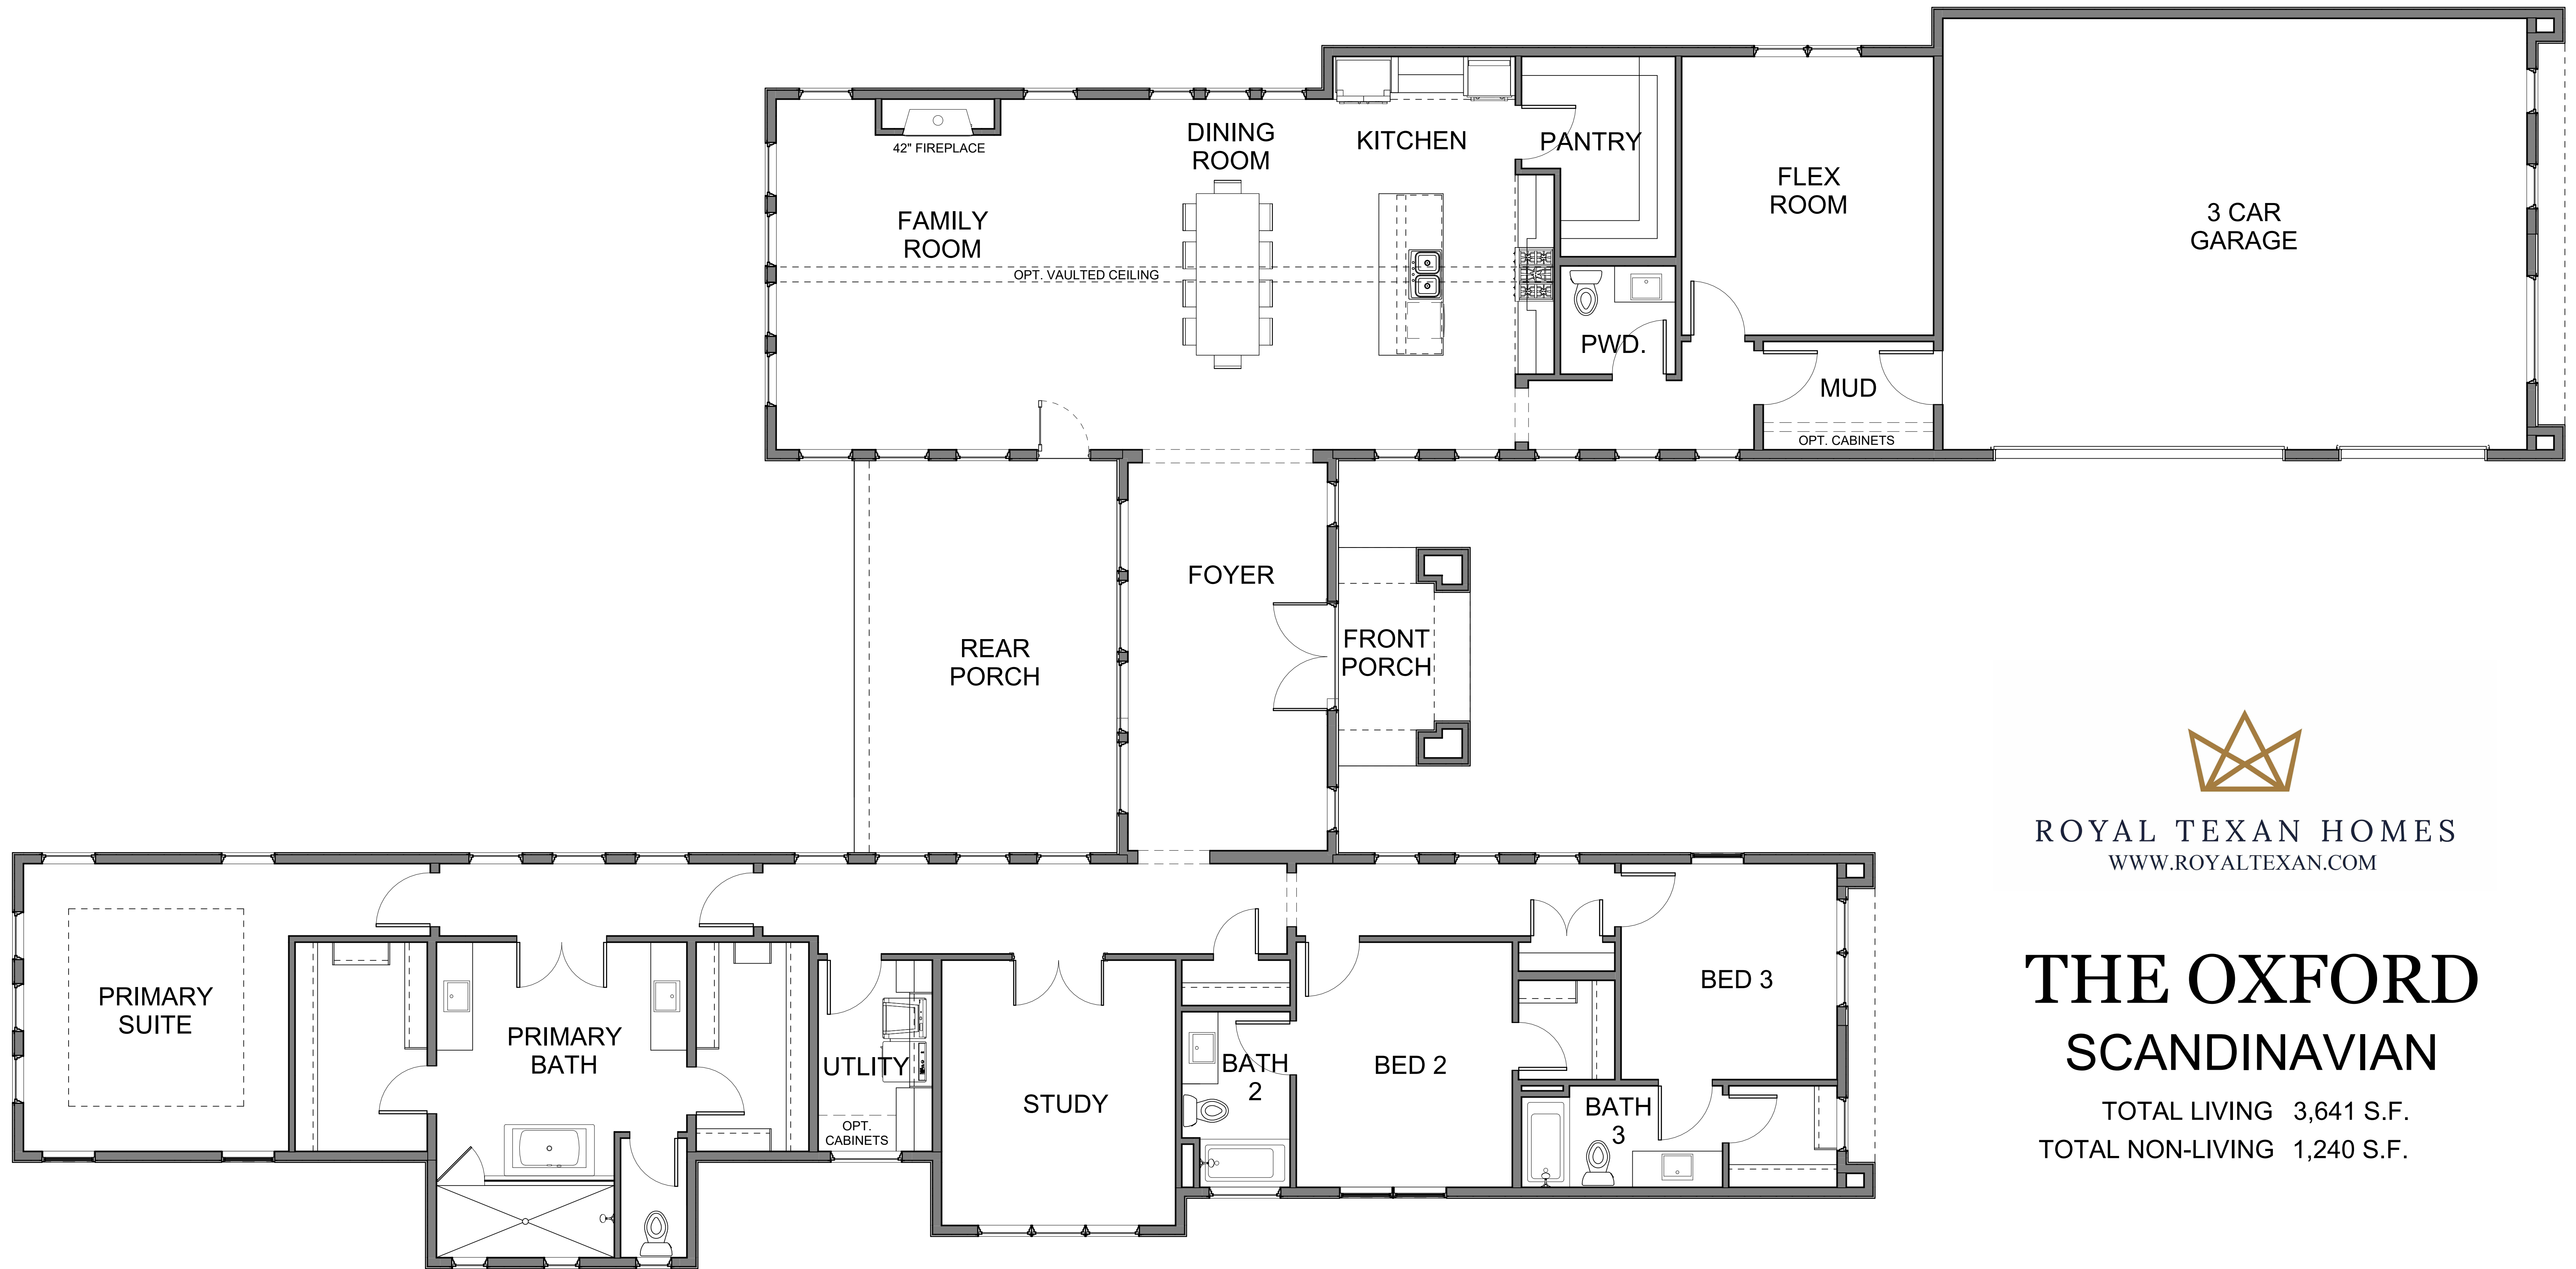 42" FIREPLACE
DINING
ROOM
KITCHEN
PANTRY
FLEX
ROOM
3 CAR
GARAGE
FAMILY
ROOM
OPT. VAULTED CEILING
PWD.
MUD
OPT. CABINETS
FOYER
REAR
PORCH
FRONT
PORCH
ROYAL TEXAN HOMES
WWW.ROYALTEXAN.COM
PRIMARY
SUITE
PRIMARY
BATH
UTLITY
OPT.
CABINETS
STUDY
BATH
2
BED 2
BED 3
BATH
3
THE OXFORD
SCANDINAVIAN
TOTAL LIVING 3,641 S.F.
TOTAL NON-LIVING 1,240 S.F.